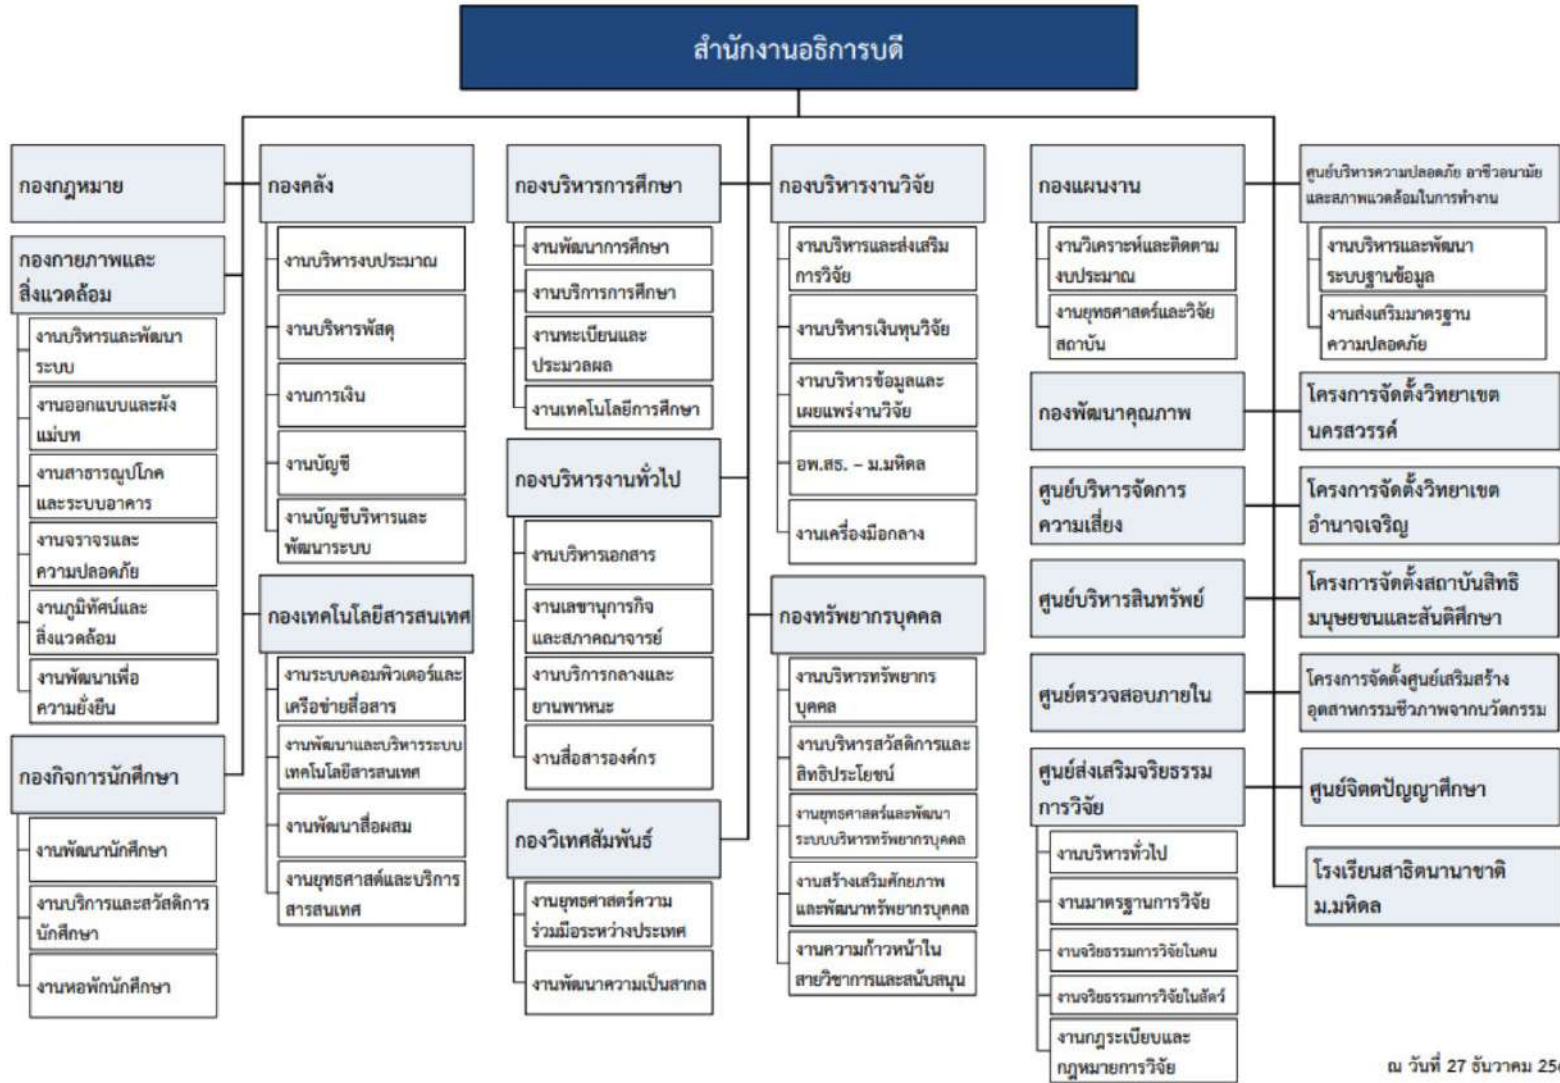 สำนักงานอธิการบดี
กองกฎหมาย
กองกายภาพและ
สิ่งแวดล้อม
งานบริหารและพัฒนา
ระบบ
งานออกแบบและผัง
แม่บท
งานสาธารณูปโภค
และระบบอาคาร
งานจราจรและ
ความปลอดภัย
งานภูมิทัศน์และ
สิ่งแวดล้อม
งานพัฒนาเพื่อ
ความยั่งยืน
กองกิจการนักศึกษา
งานพัฒนานักศึกษา
งานบริการและสวัสดิการ
นักศึกษา
งานหอพักนักศึกษา
กองคลัง
งานบริหารงบประมาณ
งานบริหารพัสดุ
งานการเงิน
งานบัญชี
งานบัญชีบริหารและ
พัฒนาระบบ
กองเทคโนโลยีสารสนเทศ
งานระบบคอมพิวเตอร์และ
เครือข่ายสื่อสาร
งานพัฒนาและบริหารระบบ
เทคโนโลยีสารสนเทศ
งานพัฒนาสื่อผสม
งานยุทธศาสต์และบริการ
สารสนเทศ
กองบริหารการศึกษา
งานพัฒนาการศึกษา
งานบริการการศึกษา
งานทะเบียนและ
ประมวลผล
งานเทคโนโลยีการศึกษา
กองบริหารงานทั่วไป
งานบริหารเอกสาร
งานเลขานุการกิจ
และสภาคณาจารย์
งานบริการกลางและ
ยานพาหนะ
งานสื่อสารองค์กร
กองวิเทศสัมพันธ์
งานยุทธศาสตร์ความ
ร่วมมือระหว่างประเทศ
งานพัฒนาความเป็นสากล
กองบริหารงานวิจัย
งานบริหารและส่งเสริม
การวิจัย
งานบริหารเงินทุนวิจัย
งานบริหารข้อมูลและ
เผยแพร่งานวิจัย
อพ.สธ. – ม.มหิดล
งานเครื่องมือกลาง
กองทรัพยากรบุคคล
งานบริหารทรัพยากร
บุคคล
งานบริหารสวัสดิการและ
สิทธิประโยชน์
งานยุทธศาสตร์และพัฒนา
ระบบบริหารทรัพยากรบุคคล
งานสร้างเสริมศักยภาพ
และพัฒนาทรัพยากรบุคคล
งานความก้าวหน้าใน
สายวิชาการและสนับสนุน
กองแผนงาน
งานวิเคราะห์และติดตาม
งบประมาณ
งานยุทธศาสตร์และวิจัย
สถาบัน
กองพัฒนาคุณภาพ
ศูนย์บริหารจัดการ
ความเสี่ยง
ศูนย์บริหารสินทรัพย์
ศูนย์ตรวจสอบภายใน
ศูนย์ส่งเสริมจริยธรรม
การวิจัย
งานบริหารทั่วไป
งานมาตรฐานการวิจัย
งานจริยธรรมการวิจัยในคน
งานจริยธรรมการวิจัยในสัตว์
งานกฎระเบียบและ
กฎหมายการวิจัย
ศูนย์บริหารความปลอดภัย อาชีวอนามัย
และสภาพแวดล้อมในการทำงาน
งานบริหารและพัฒนา
ระบบฐานข้อมูล
งานส่งเสริมมาตรฐาน
ความปลอดภัย
โครงการจัดตั้งวิทยาเขต
นครสวรรค์
โครงการจัดตั้งวิทยาเขต
อำนาจเจริญ
โครงการจัดตั้งสถาบันสิทธิ
มนุษยชนและสันติศึกษา
โครงการจัดตั้งศูนย์เสริมสร้าง
อุตสาหกรรมชีวภาพจากนวัตกรรม
ศูนย์จิตตปัญญาศึกษา
โรงเรียนสาธิตนานาชาติ
ม.มหิดล
ณ วันที่ 27 ธันวาคม